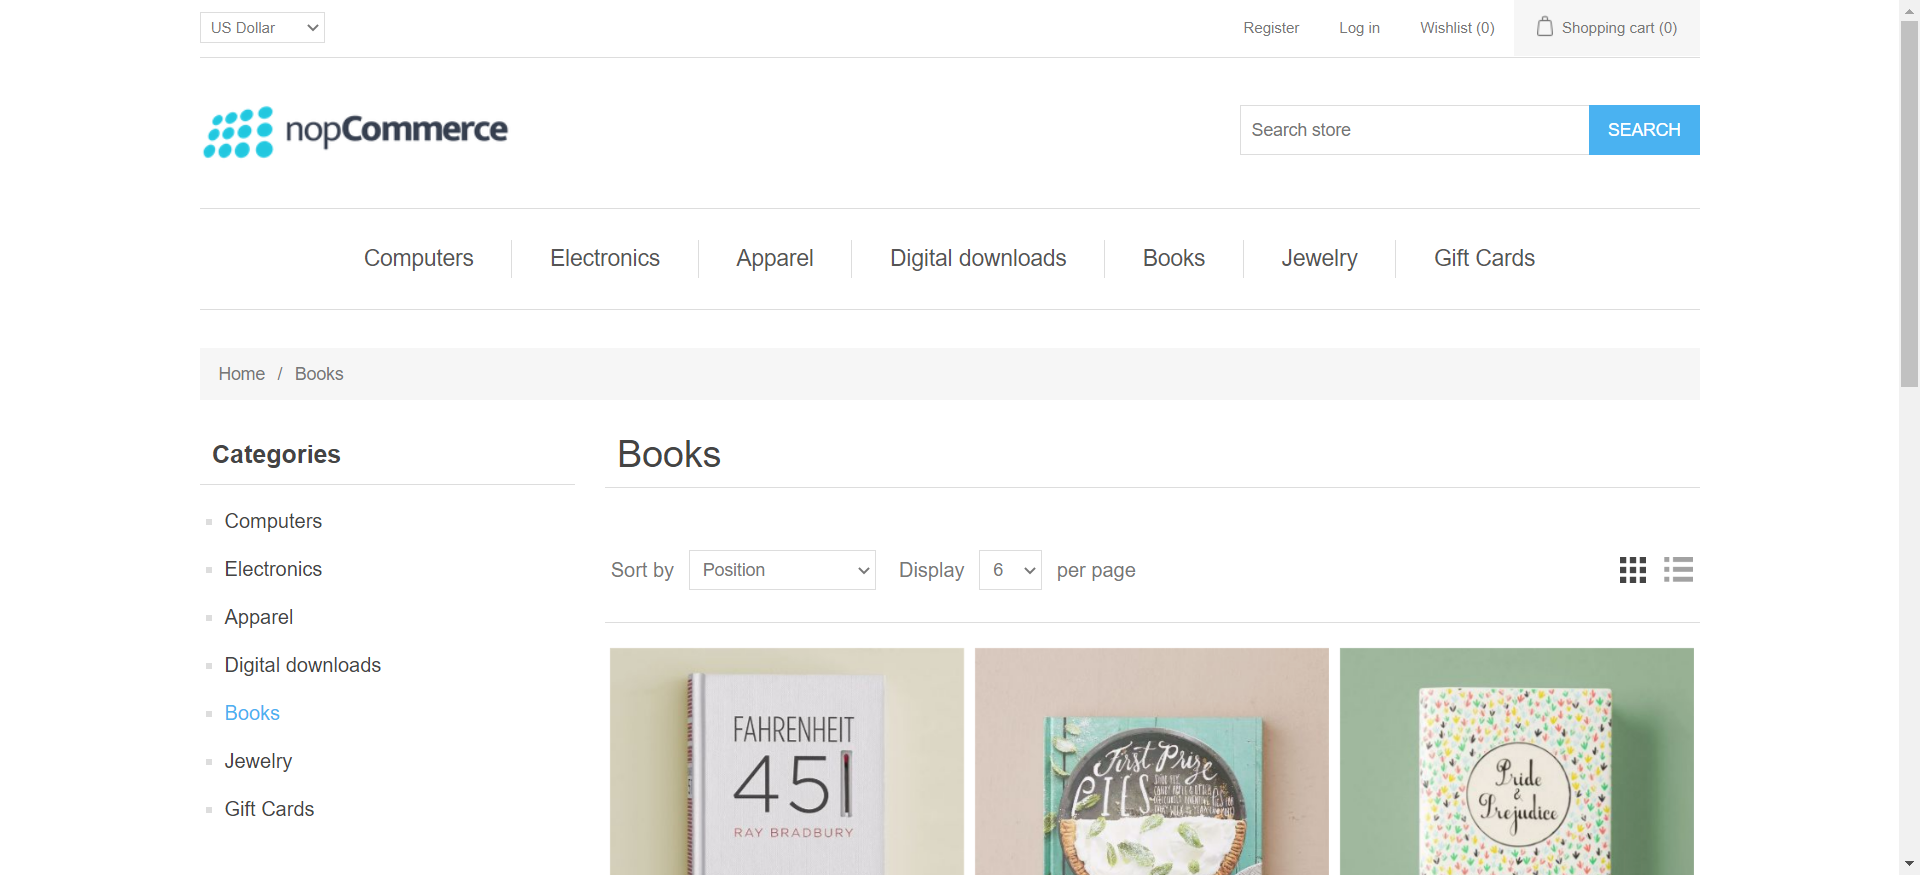 US Dollar
Register
Log in
Wishlist (0)
Shopping cart (0)
nopCommerce
Search store
SEARCH
Computers
Electronics
Apparel
Digital downloads
Books
Jewelry
Gift Cards
Home / Books
Categories
Computers
Electronics
Apparel
Digital downloads
Books
Jewelry
Gift Cards
Books
Sort by Position Display 6 per page
FAHRENHEIT
451
RAY BRADBURY
First Prize
PIES
Pride
&
Prejudice